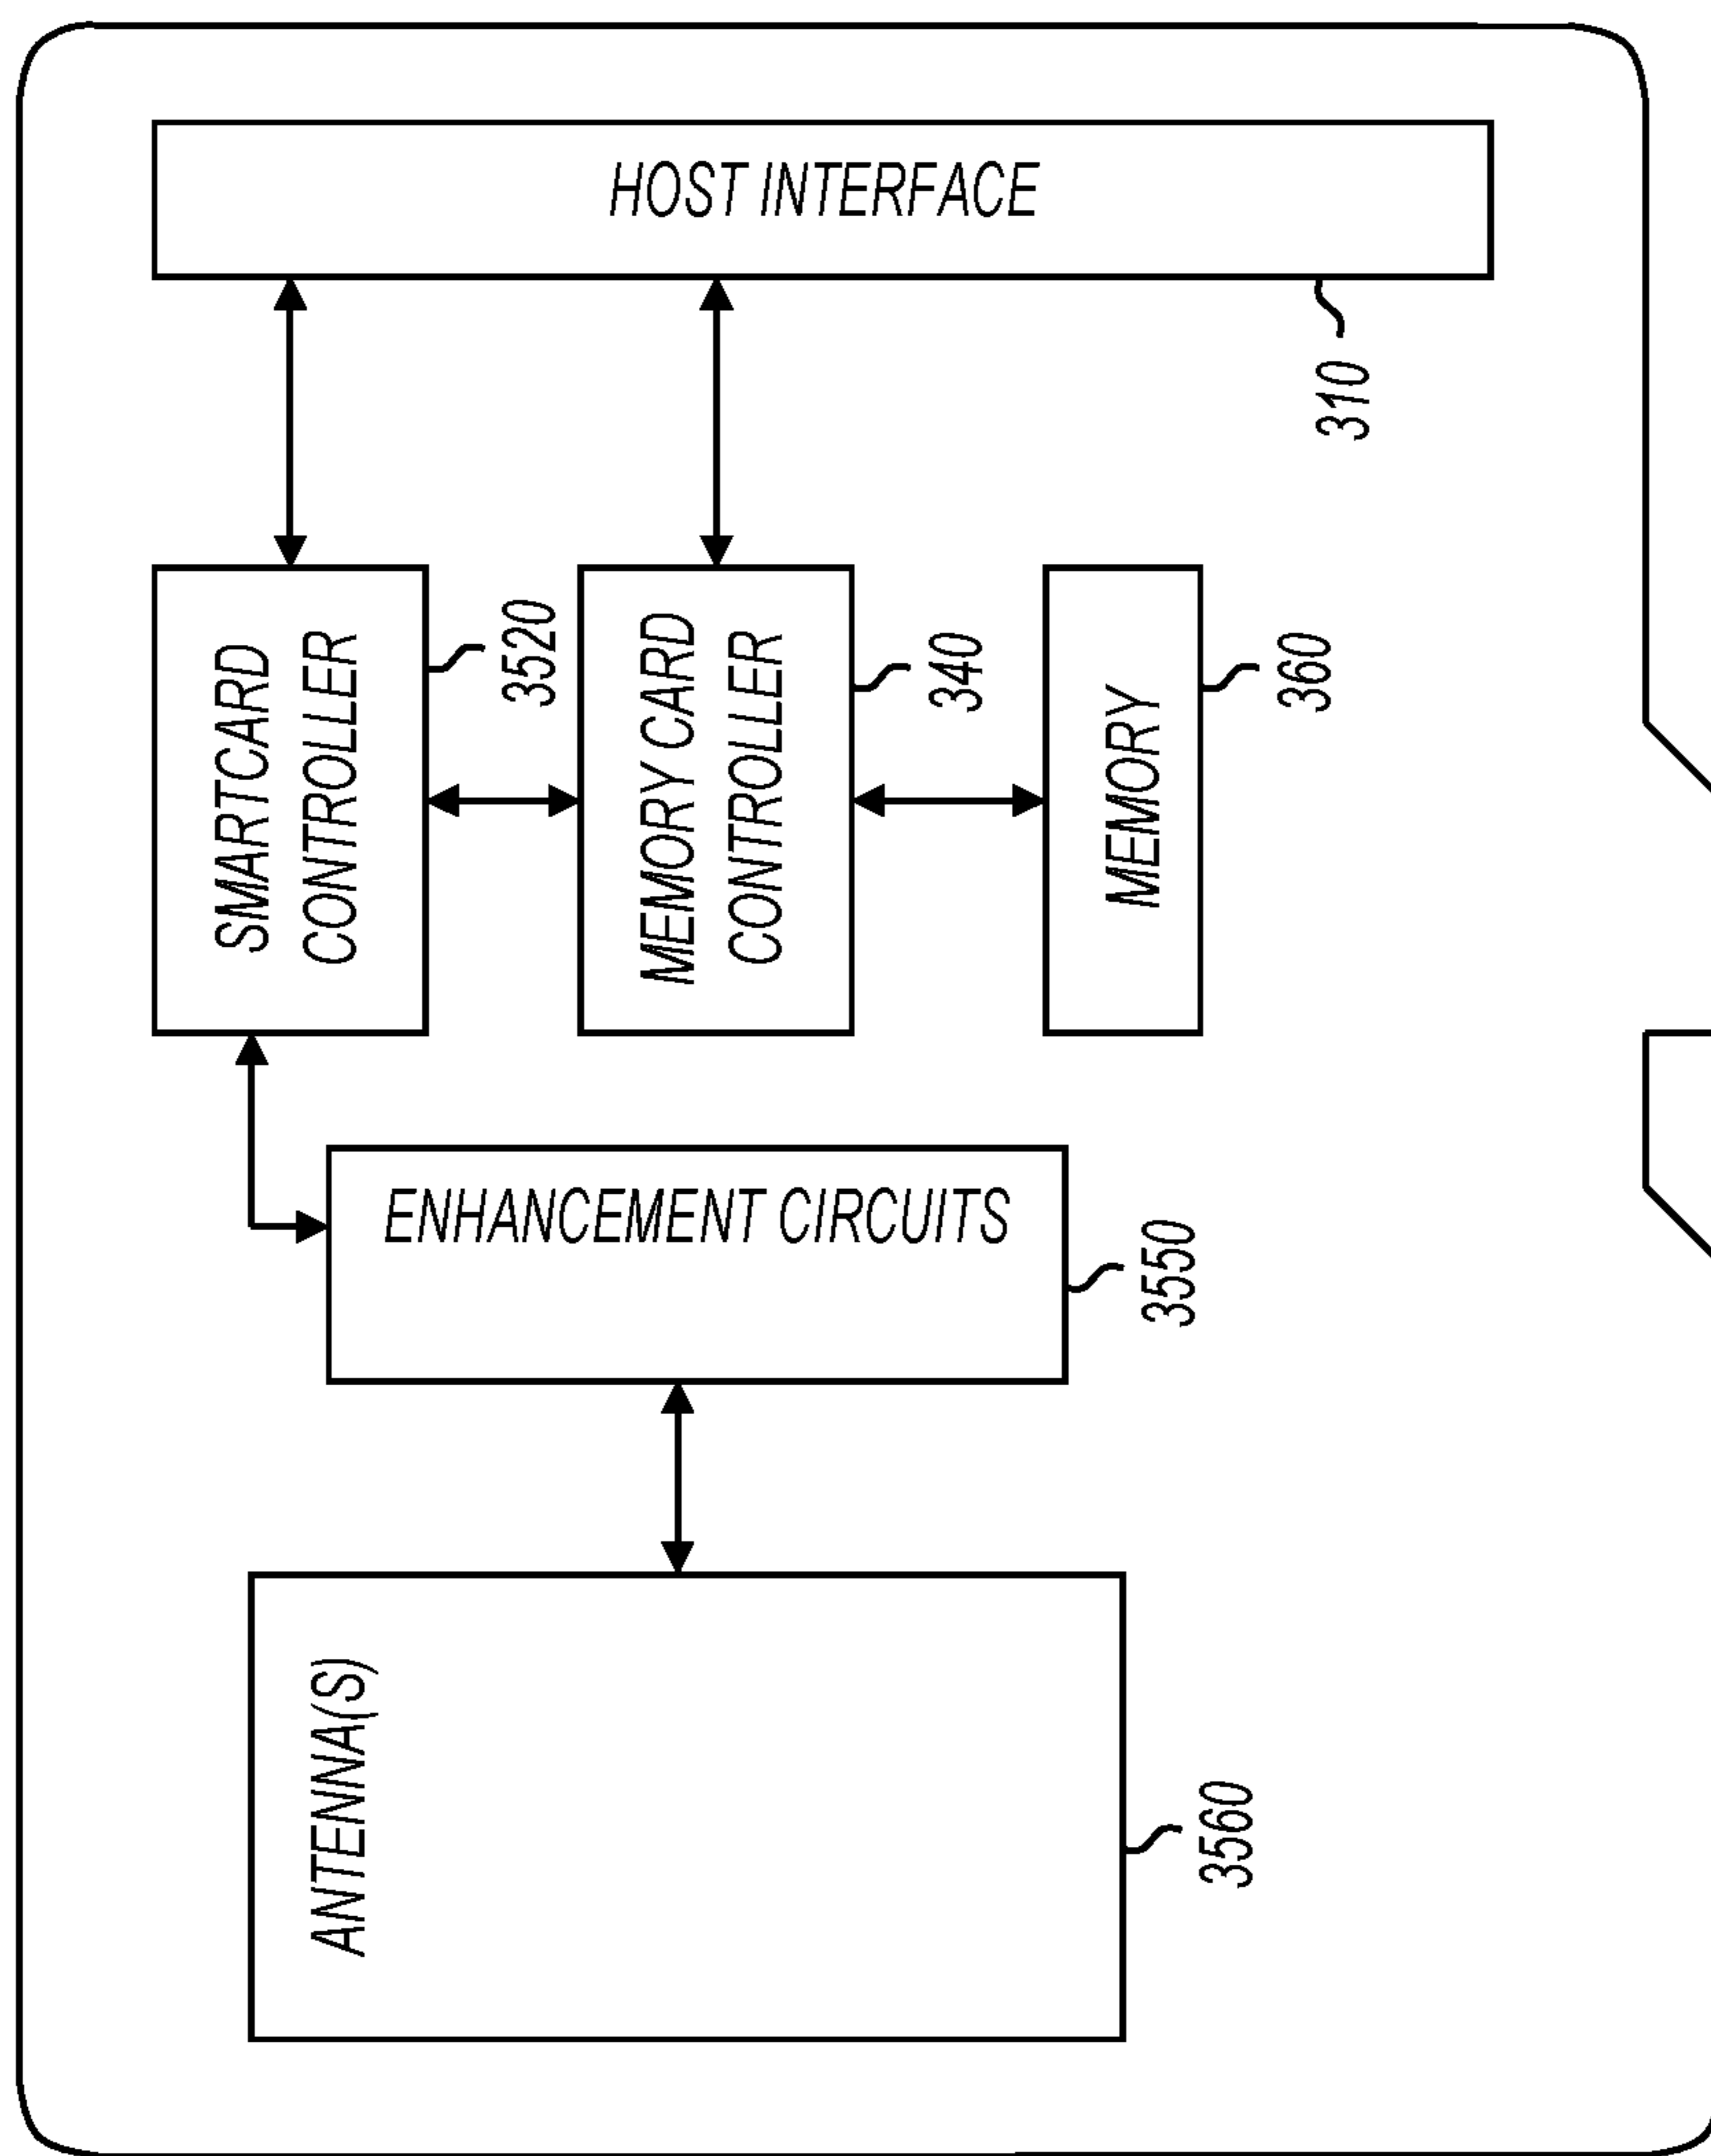 HOST INTERFACE
310
SMARTCARD
CONTROLLER
3520
MEMORY CARD
CONTROLLER
340
MEMORY
360
ENHANCEMENT CIRCUITS
3550
ANTENNA(S)
3560